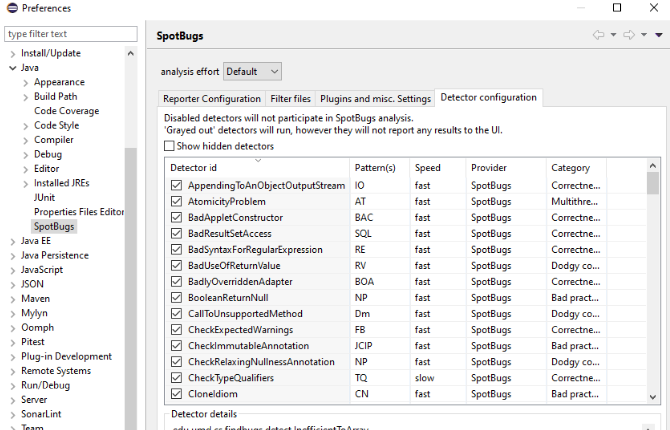 Preferences
type filter text
Install/Update
Java
Appearance
Build Path
Code Coverage
Code Style
Compiler
Debug
Editor
Installed JREs
JUnit
Properties Files Editor
SpotBugs
Java EE
Java Persistence
JavaScript
JSON
Maven
Mylyn
Oomph
Pitest
Plug-in Development
Remote Systems
Run/Debug
Server
SonarLint
Team
SpotBugs
analysis effort Default
Reporter Configuration Filter files Plugins and misc. Settings Detector configuration
Disabled detectors will not participate in SpotBugs analysis.
'Grayed out' detectors will run, however they will not report any results to the UI.
Show hidden detectors
Detector id Pattern(s) Speed Provider Category
AppendingToAnObjectOutputStream IO fast SpotBugs Correctne...
AtomicityProblem AT fast SpotBugs Multithre...
BadAppletConstructor BAC fast SpotBugs Correctne...
BadResultSetAccess SQL fast SpotBugs Correctne...
BadSyntaxForRegularExpression RE fast SpotBugs Correctne...
BadUseOfReturnValue RV fast SpotBugs Dodgy co...
BadlyOverriddenAdapter BOA fast SpotBugs Correctne...
BooleanReturnNull NP fast SpotBugs Bad pract...
CallToUnsupportedMethod Dm fast SpotBugs Dodgy co...
CheckExpectedWarnings FB fast SpotBugs Correctne...
CheckImmutableAnnotation JCIP fast SpotBugs Bad pract...
CheckRelaxingNullnessAnnotation NP fast SpotBugs Dodgy co...
CheckTypeQualifiers TQ slow SpotBugs Correctne...
CloneIdiom CN fast SpotBugs Bad pract...
Detector details
edu.umd.cs.findbugs.detect.InefficientToArray